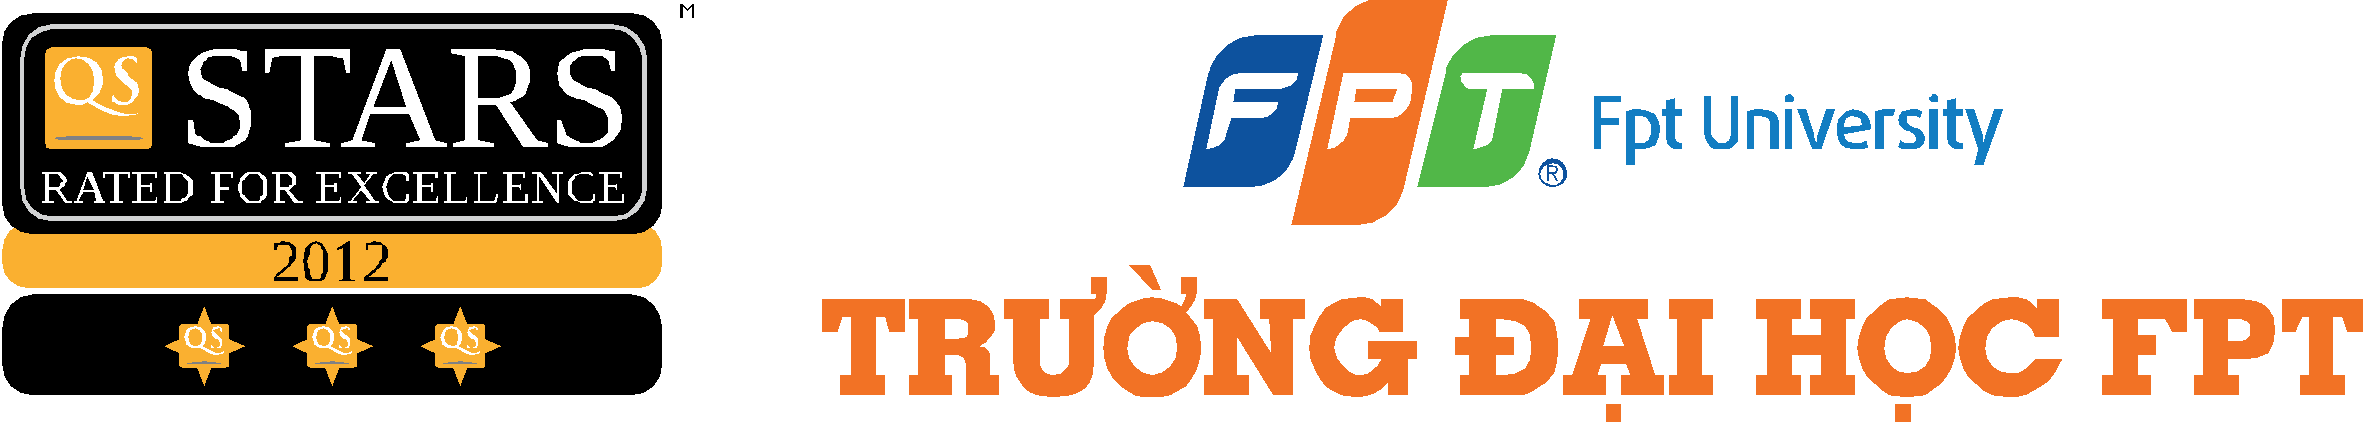 M
QS STARS
RATED FOR EXCELLENCE
2012
QS QS QS
FPT ® Fpt University
TRƯỜNG ĐẠI HỌC FPT